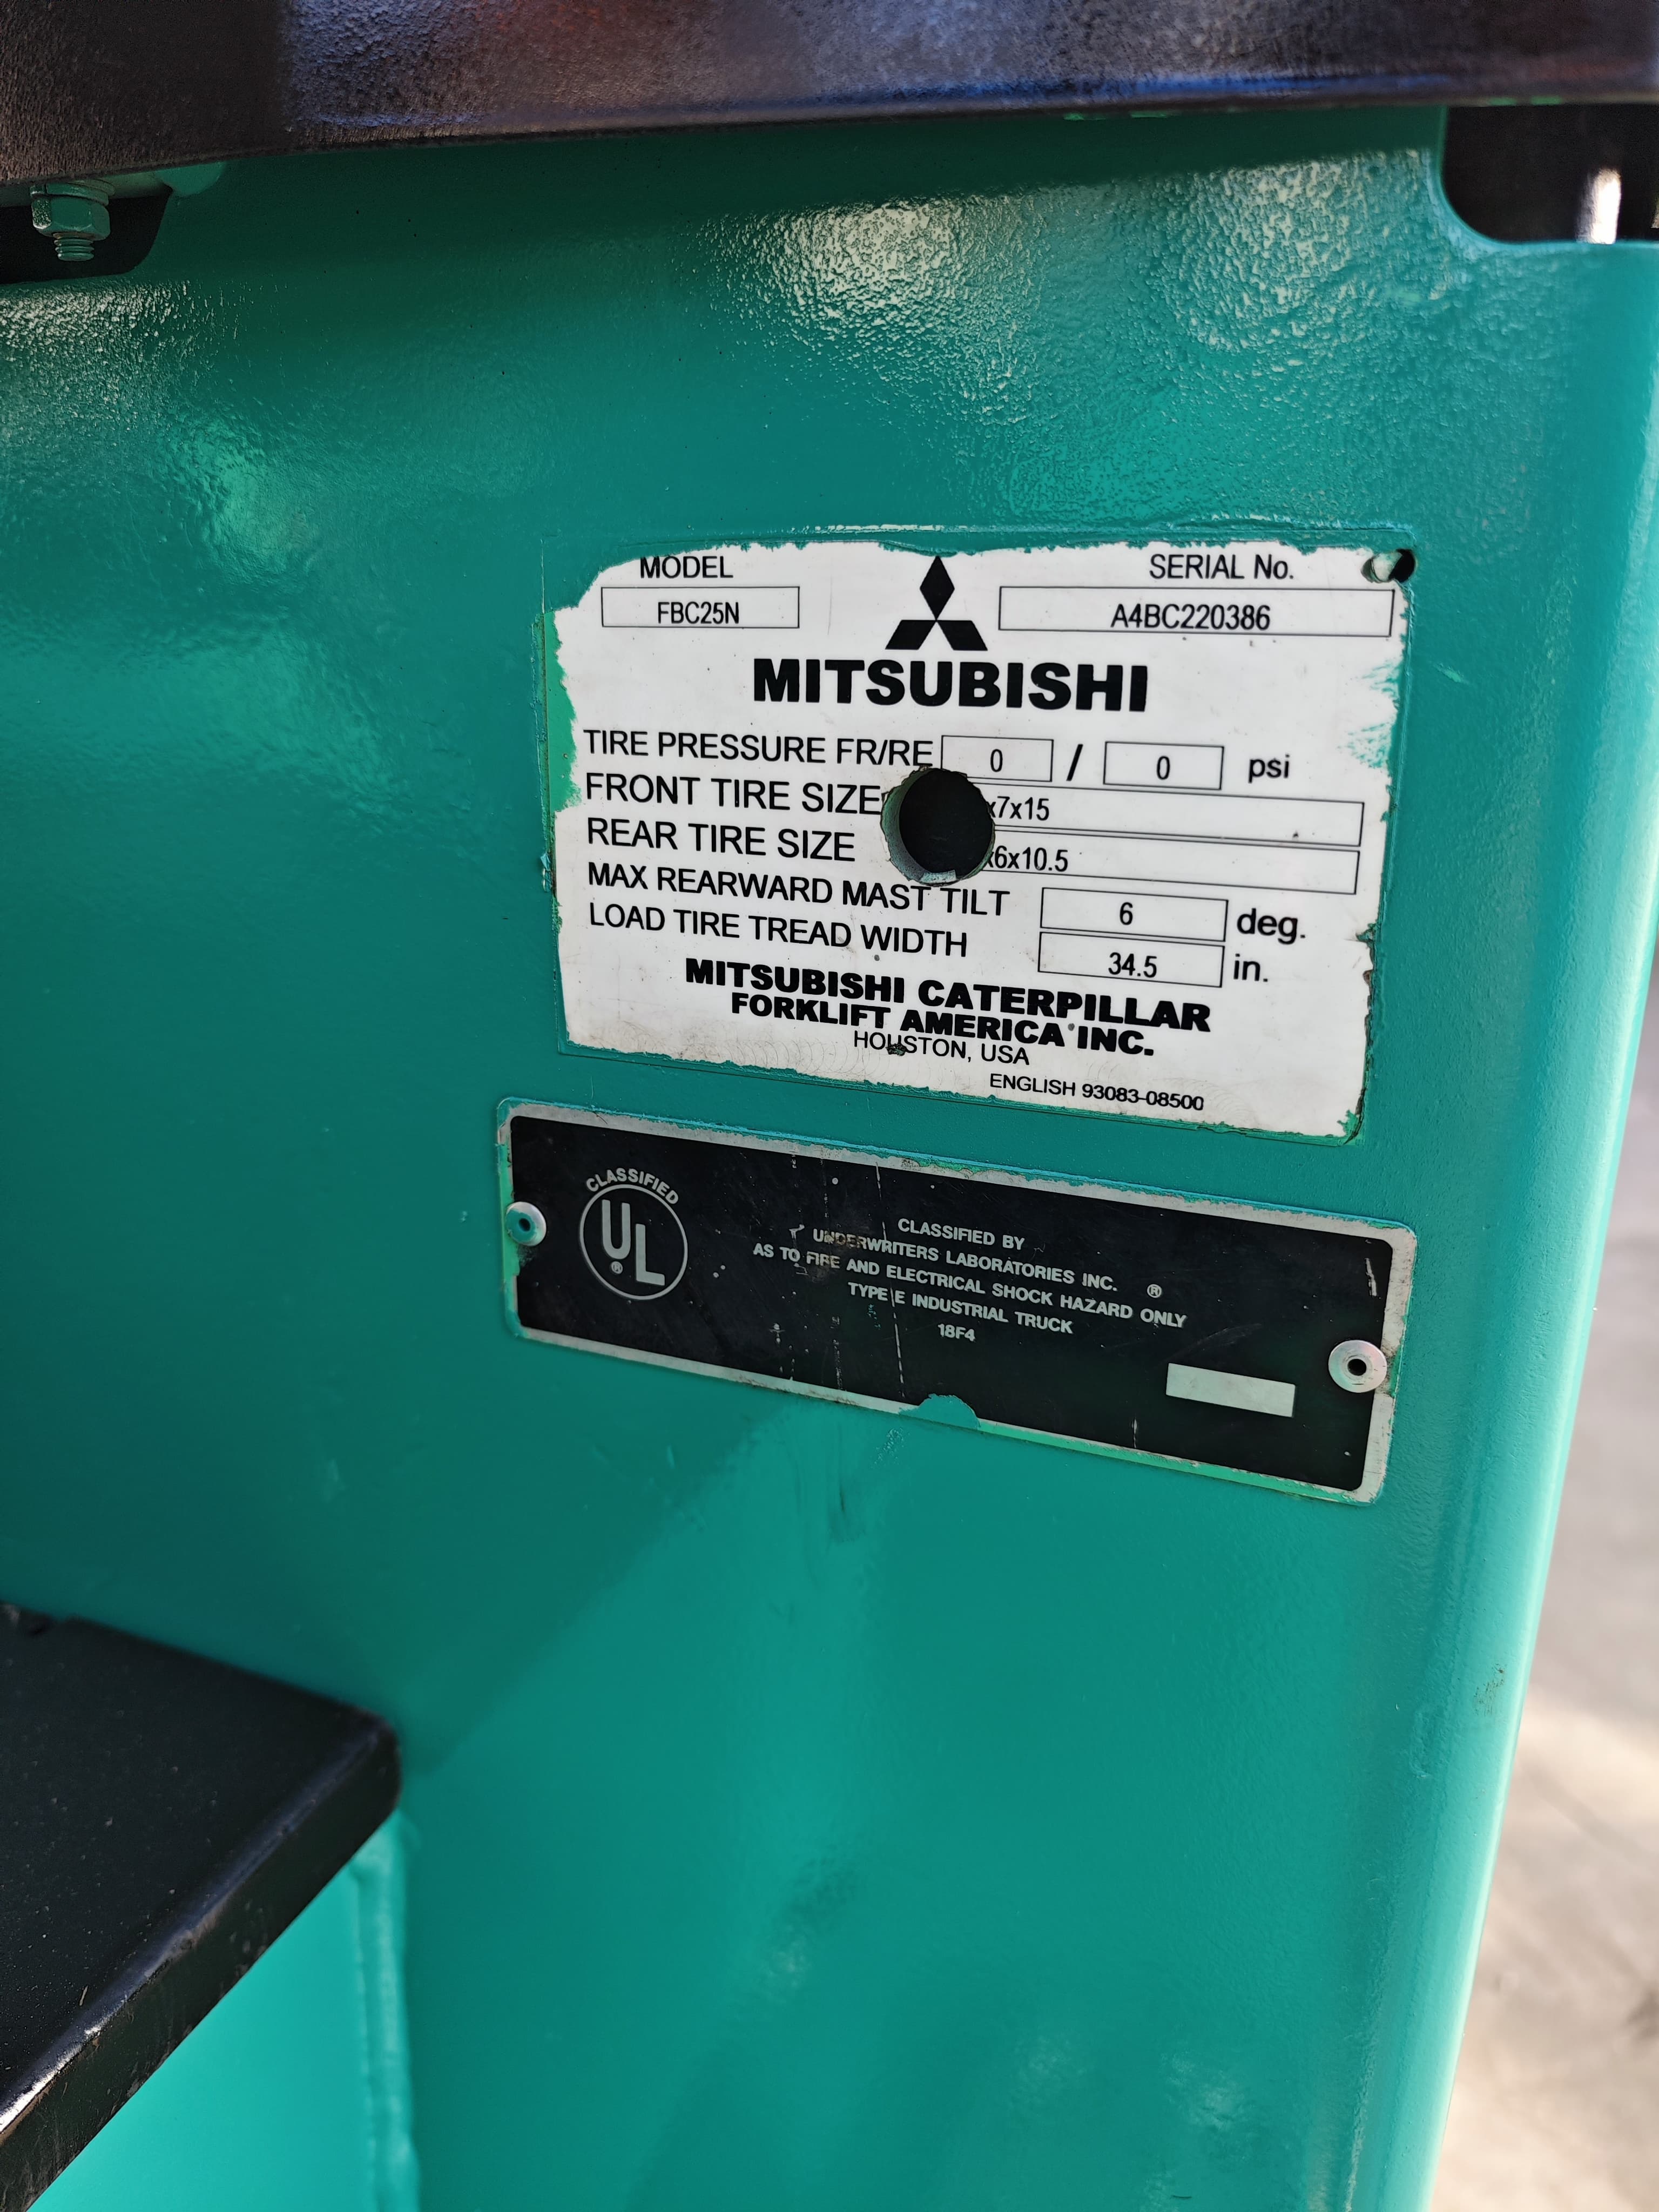 MODEL SERIAL No.
FBC25N A4BC220386
MITSUBISHI
TIRE PRESSURE FR/RE 0 / 0 psi
FRONT TIRE SIZE x7x15
REAR TIRE SIZE x6x10.5
MAX REARWARD MAST TILT 6 deg.
LOAD TIRE TREAD WIDTH 34.5 in.
MITSUBISHI CATERPILLAR
FORKLIFT AMERICA INC.
HOUSTON, USA
ENGLISH 93083-08500
CLASSIFIED
UL ®
CLASSIFIED BY
UNDERWRITERS LABORATORIES INC. ®
AS TO FIRE AND ELECTRICAL SHOCK HAZARD ONLY
TYPE E INDUSTRIAL TRUCK
18F4